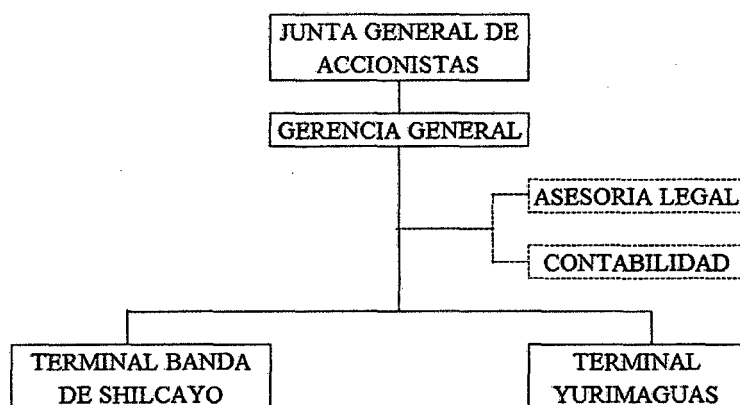 JUNTA GENERAL DE
ACCIONISTAS
GERENCIA GENERAL
ASESORIA LEGAL
CONTABILIDAD
TERMINAL BANDA
DE SHILCAYO
TERMINAL
YURIMAGUAS